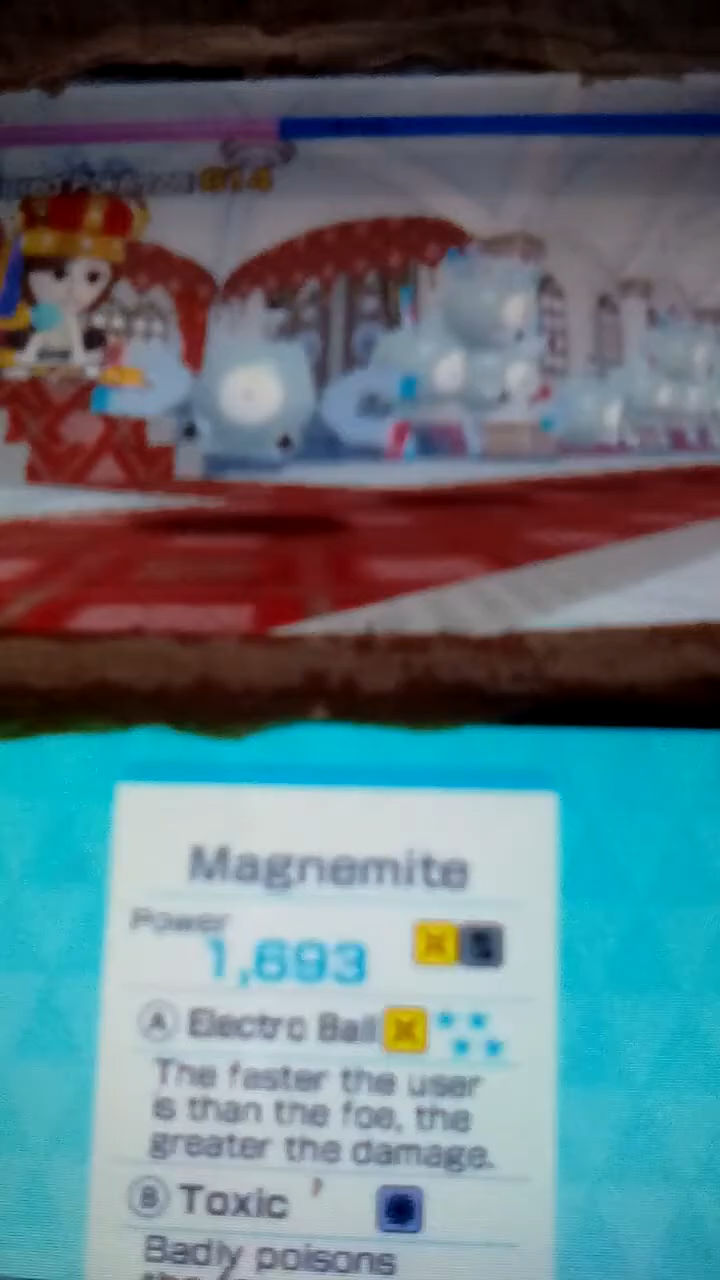 614
Magnemite
Power
1,693
A Electro Ball
The faster the user
is than the foe, the
greater the damage.
B Toxic
Badly poisons